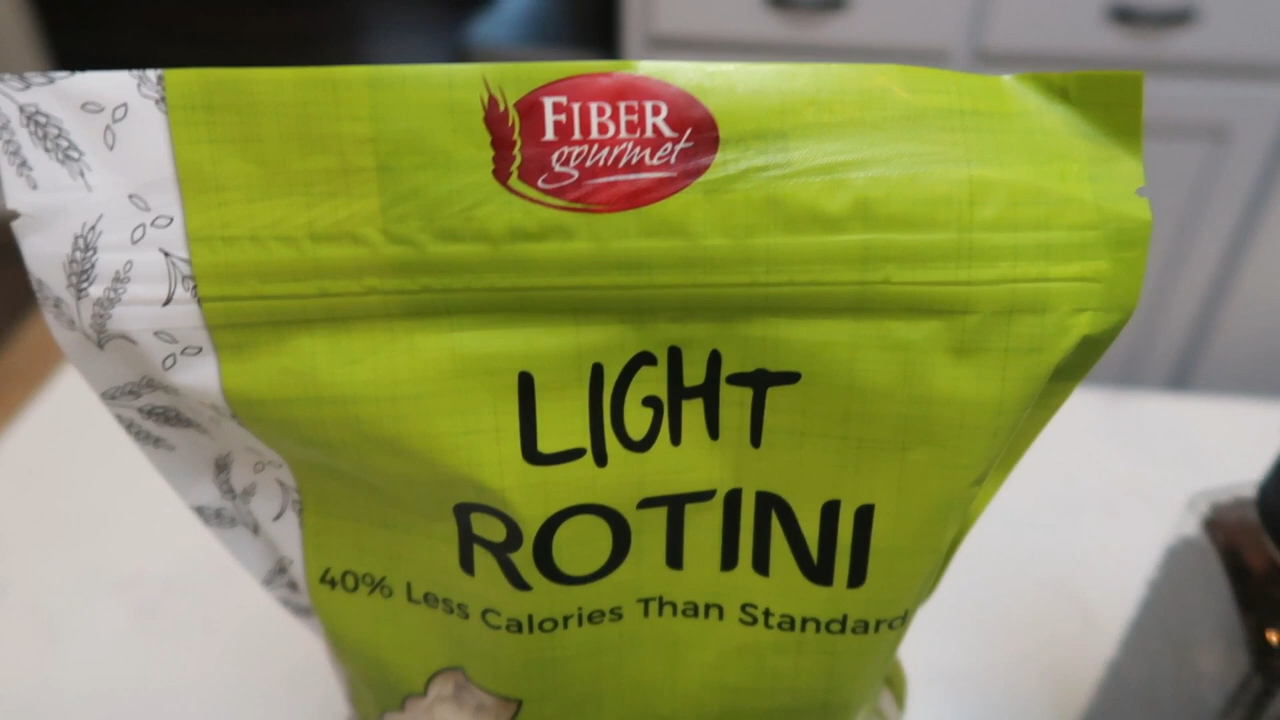 FIBER
gourmet
LIGHT
ROTINI
40% Less Calories Than Standard